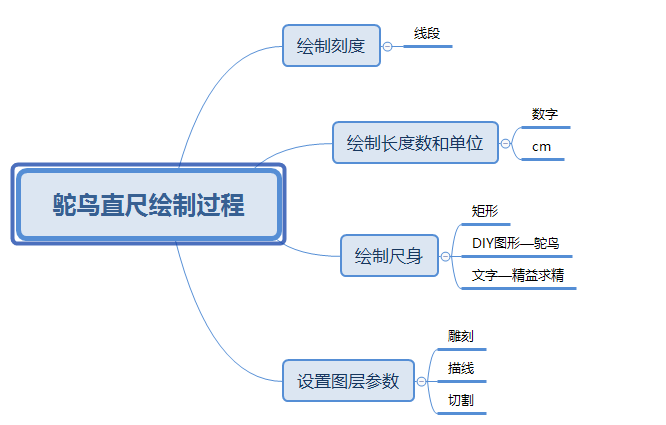 鸵鸟直尺绘制过程
绘制刻度
线段
绘制长度数和单位
数字
cm
绘制尺身
矩形
DIY图形—鸵鸟
文字—精益求精
设置图层参数
雕刻
描线
切割